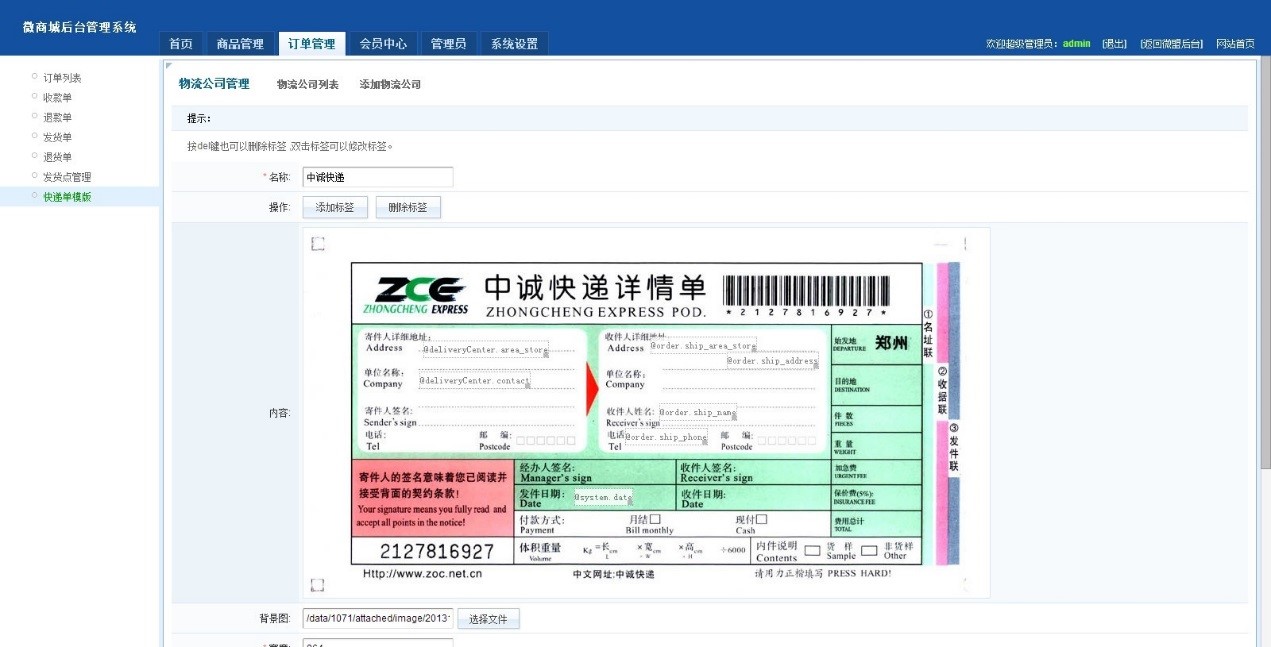 微商城后台管理系统
首页 商品管理 订单管理 会员中心 管理员 系统设置
欢迎超级管理员：admin [退出] [返回微盟后台] 网站首页
订单列表
收款单
退款单
发货单
退货单
发货点管理
快递单模版
物流公司管理 物流公司列表 添加物流公司
提示：
按del键也可以删除标签,双击标签可以修改标签。
* 名称: 中诚快递
操作: 添加标签 删除标签
内容:
ZCE
ZHONGCHENG EXPRESS
中诚快递详情单
ZHONGCHENG EXPRESS POD.
*2127816927*
寄件人详细地址:
Address @deliveryCenter.area_store
单位名称:
Company @deliveryCenter.contact
寄件人签名:
Sender's sign
电话: 邮 编:
Tel Postcode
收件人详细地址
Address @order.ship_area_store
@order.ship_address
单位名称:
Company
收件人姓名: @order.ship_name
Receiver's sign
电话 @order.ship_phone 邮 编:
Tel Postcode
始发地
DEPARTURE 郑州
目的地
DESTINATION
件 数
PIECES
重 量
WEIGHT
加急费
URGENT FEE
保价费(5%):
INSURANCE FEE
费用总计
TOTAL
①名址联
②收据联
③发件联
寄件人的签名意味着您已阅读并
接受背面的契约条款!
Your signature means you fully read and
accept all points in the notice!
经办人签名:
Manager's sign
收件人签名:
Receiver's sign
发件日期: @system.date
Date
收件日期:
Date
付款方式: 月结 现付
Payment Bill monthly Cash
2127816927
体积重量 Kg =长cm ×宽cm ×高cm ÷6000
Volume L W H
内件说明 货 样 非货样
Contents Sample Other
Http://www.zoc.net.cn 中文网址:中诚快递 请用力正楷填写 PRESS HARD!
背景图: /data/1071/attached/image/2013 选择文件